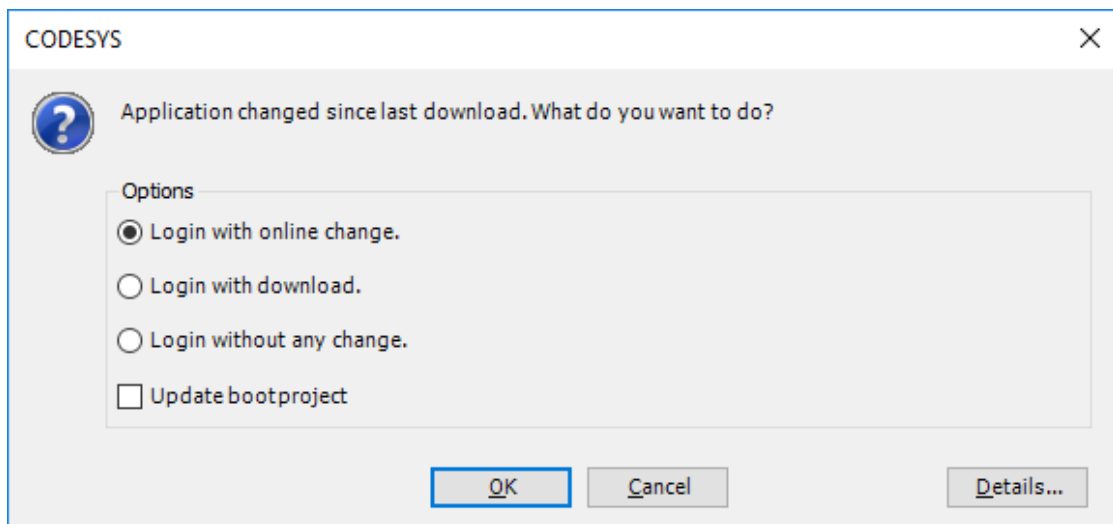 CODESYS
Application changed since last download. What do you want to do?
Options
Login with online change.
Login with download.
Login without any change.
Update bootproject
OK Cancel Details...